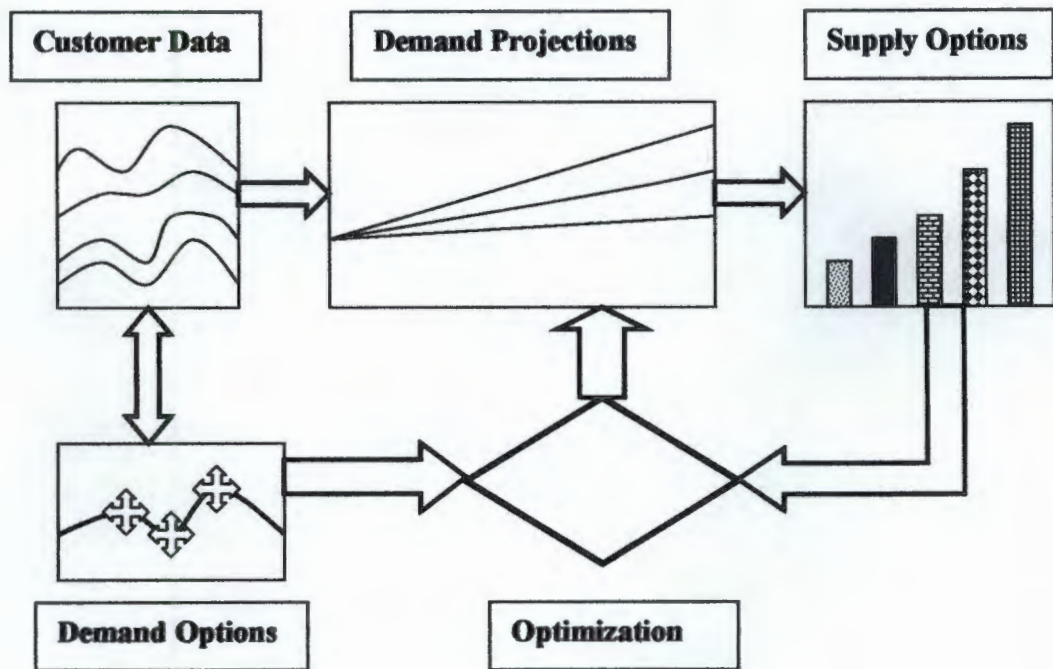 Customer Data
Demand Projections
Supply Options
Demand Options
Optimization